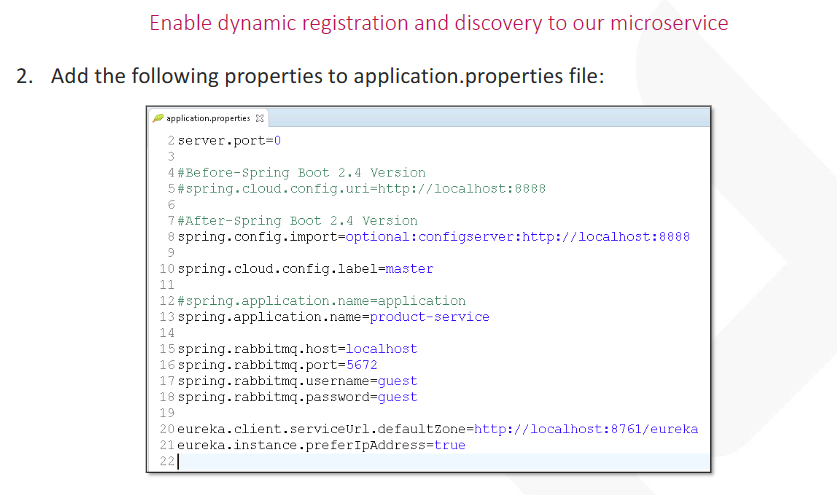 Enable dynamic registration and discovery to our microservice
2. Add the following properties to application.properties file:
application.properties
2 server.port=0
3
4 #Before-Spring Boot 2.4 Version
5 #spring.cloud.config.uri=http://localhost:8888
6
7 #After-Spring Boot 2.4 Version
8 spring.config.import=optional:configserver:http://localhost:8888
9
10 spring.cloud.config.label=master
11
12 #spring.application.name=application
13 spring.application.name=product-service
14
15 spring.rabbitmq.host=localhost
16 spring.rabbitmq.port=5672
17 spring.rabbitmq.username=guest
18 spring.rabbitmq.password=guest
19
20 eureka.client.serviceUrl.defaultZone=http://localhost:8761/eureka
21 eureka.instance.preferIpAddress=true
22